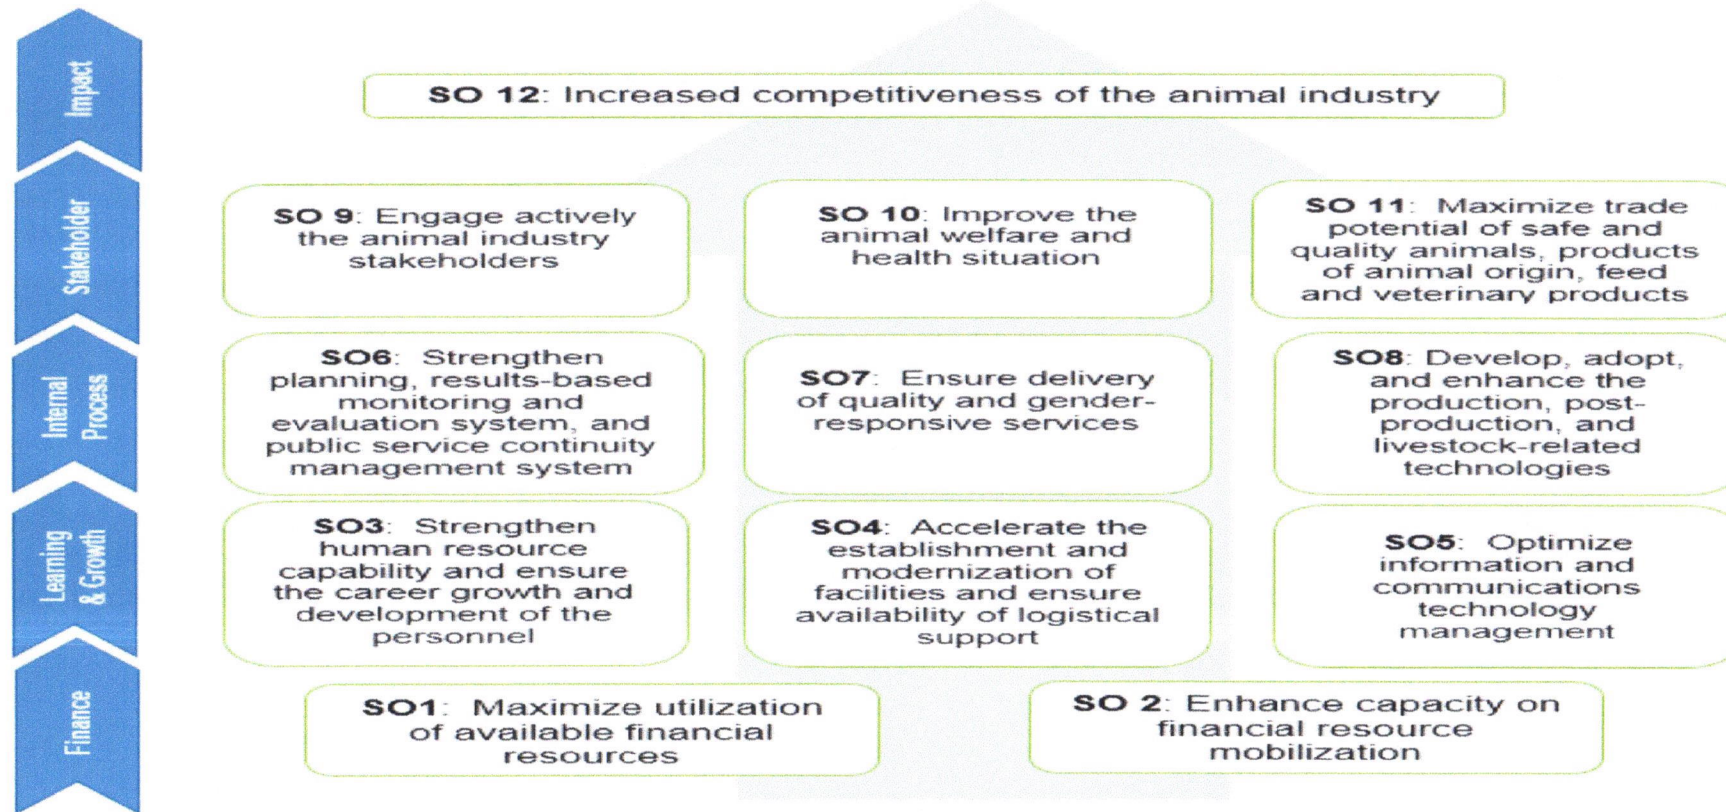 Impact
SO 12: Increased competitiveness of the animal industry
Stakeholder
SO 9: Engage actively
the animal industry
stakeholders
SO 10: Improve the
animal welfare and
health situation
SO 11: Maximize trade
potential of safe and
quality animals, products
of animal origin, feed
and veterinary products
Internal
Process
SO6: Strengthen
planning, results-based
monitoring and
evaluation system, and
public service continuity
management system
SO7: Ensure delivery
of quality and gender-
responsive services
SO8: Develop, adopt,
and enhance the
production, post-
production, and
livestock-related
technologies
Learning
& Growth
SO3: Strengthen
human resource
capability and ensure
the career growth and
development of the
personnel
SO4: Accelerate the
establishment and
modernization of
facilities and ensure
availability of logistical
support
SO5: Optimize
information and
communications
technology
management
Finance
SO1: Maximize utilization
of available financial
resources
SO 2: Enhance capacity on
financial resource
mobilization